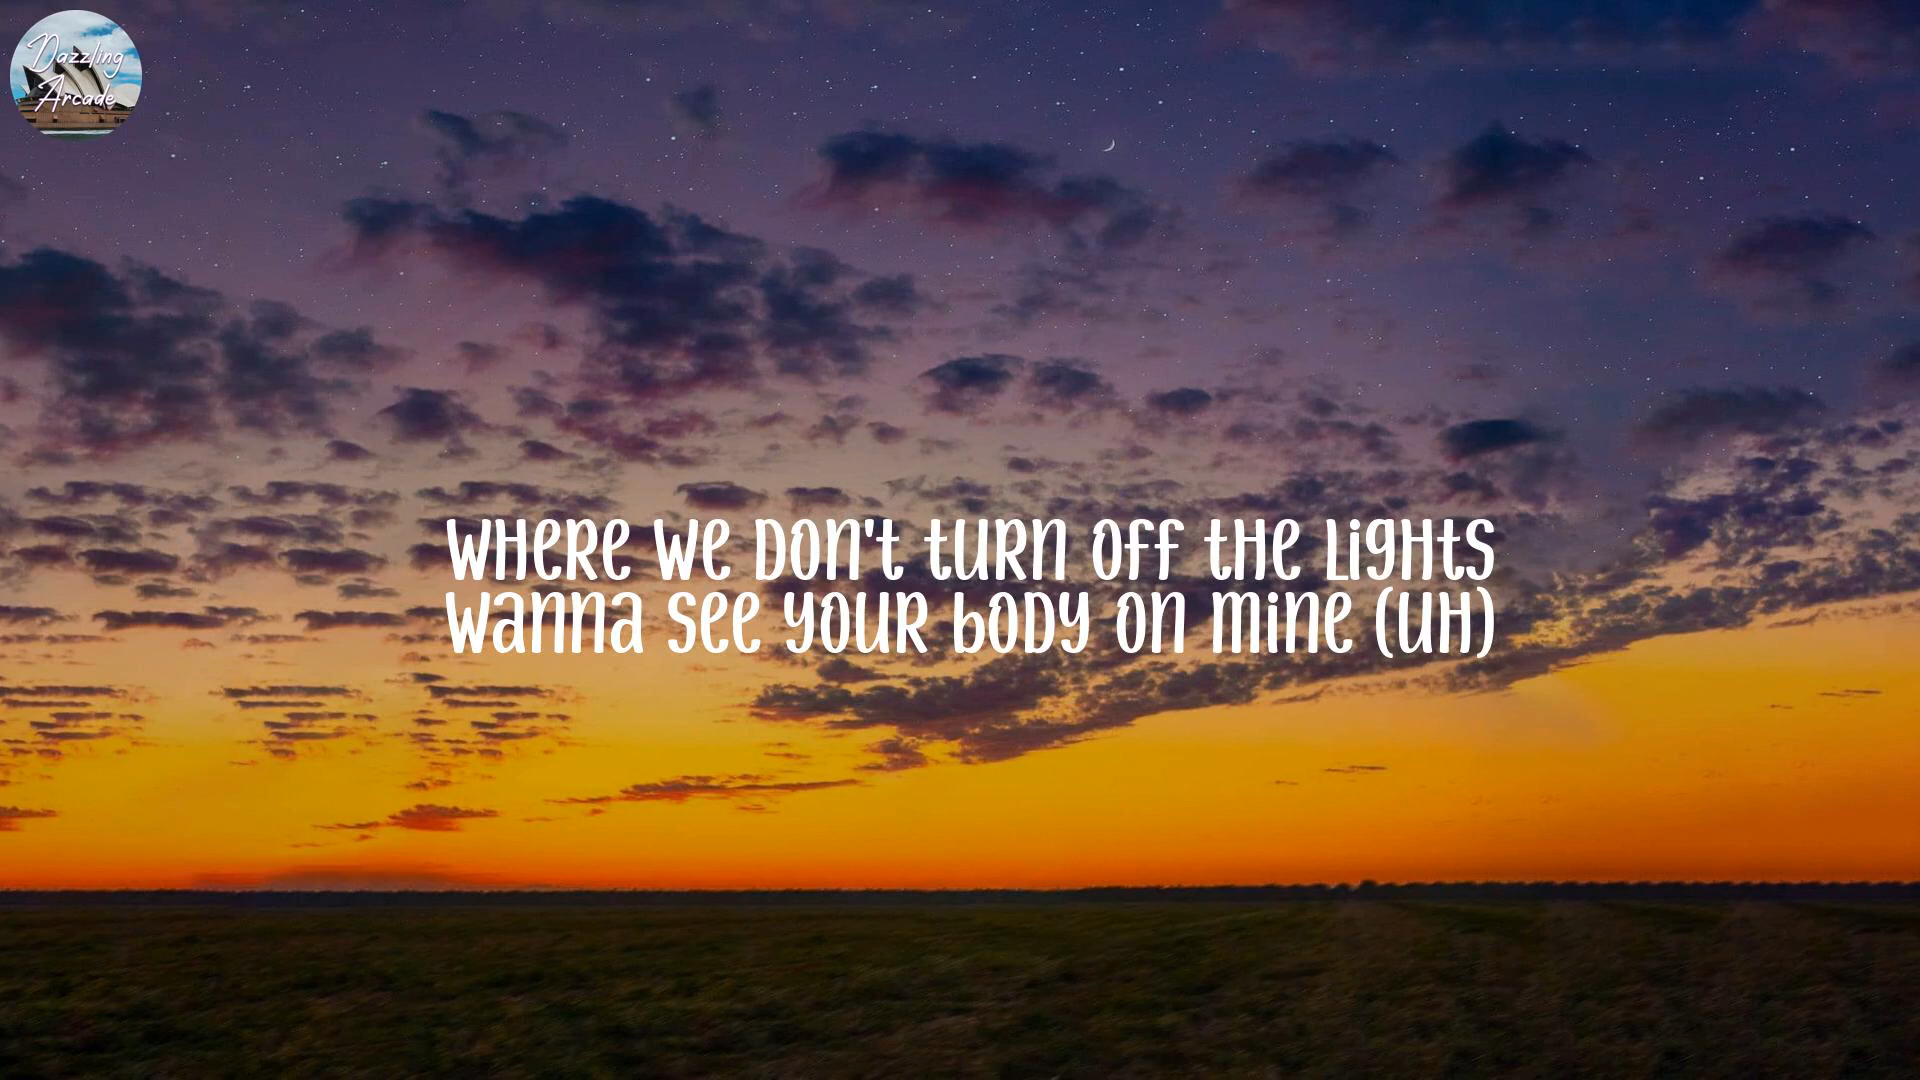 Dazzling
Arcade
WHeRe We DOn't tURn Off tHe LigHts
Wanna see yOUR bODy On mine (UH)